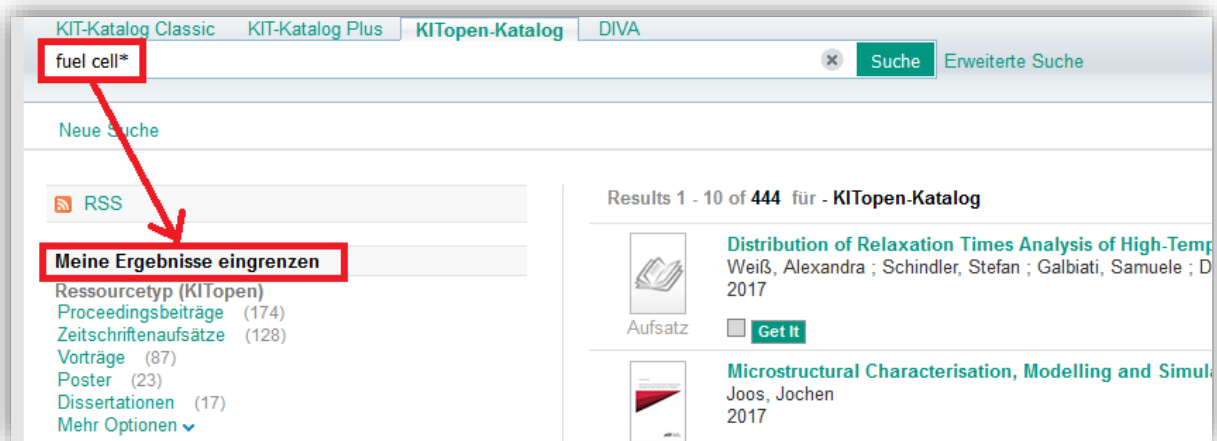 KIT-Katalog Classic KIT-Katalog Plus KITopen-Katalog DIVA
fuel cell* Suche Erweiterte Suche
Neue Suche
RSS
Meine Ergebnisse eingrenzen
Ressourcetyp (KITopen)
Proceedingsbeiträge (174)
Zeitschriftenaufsätze (128)
Vorträge (87)
Poster (23)
Dissertationen (17)
Mehr Optionen
Results 1 - 10 of 444 für - KITopen-Katalog
Distribution of Relaxation Times Analysis of High-Temp
Weiß, Alexandra ; Schindler, Stefan ; Galbiati, Samuele ; D
2017
Aufsatz
Get It
Microstructural Characterisation, Modelling and Simula
Joos, Jochen
2017